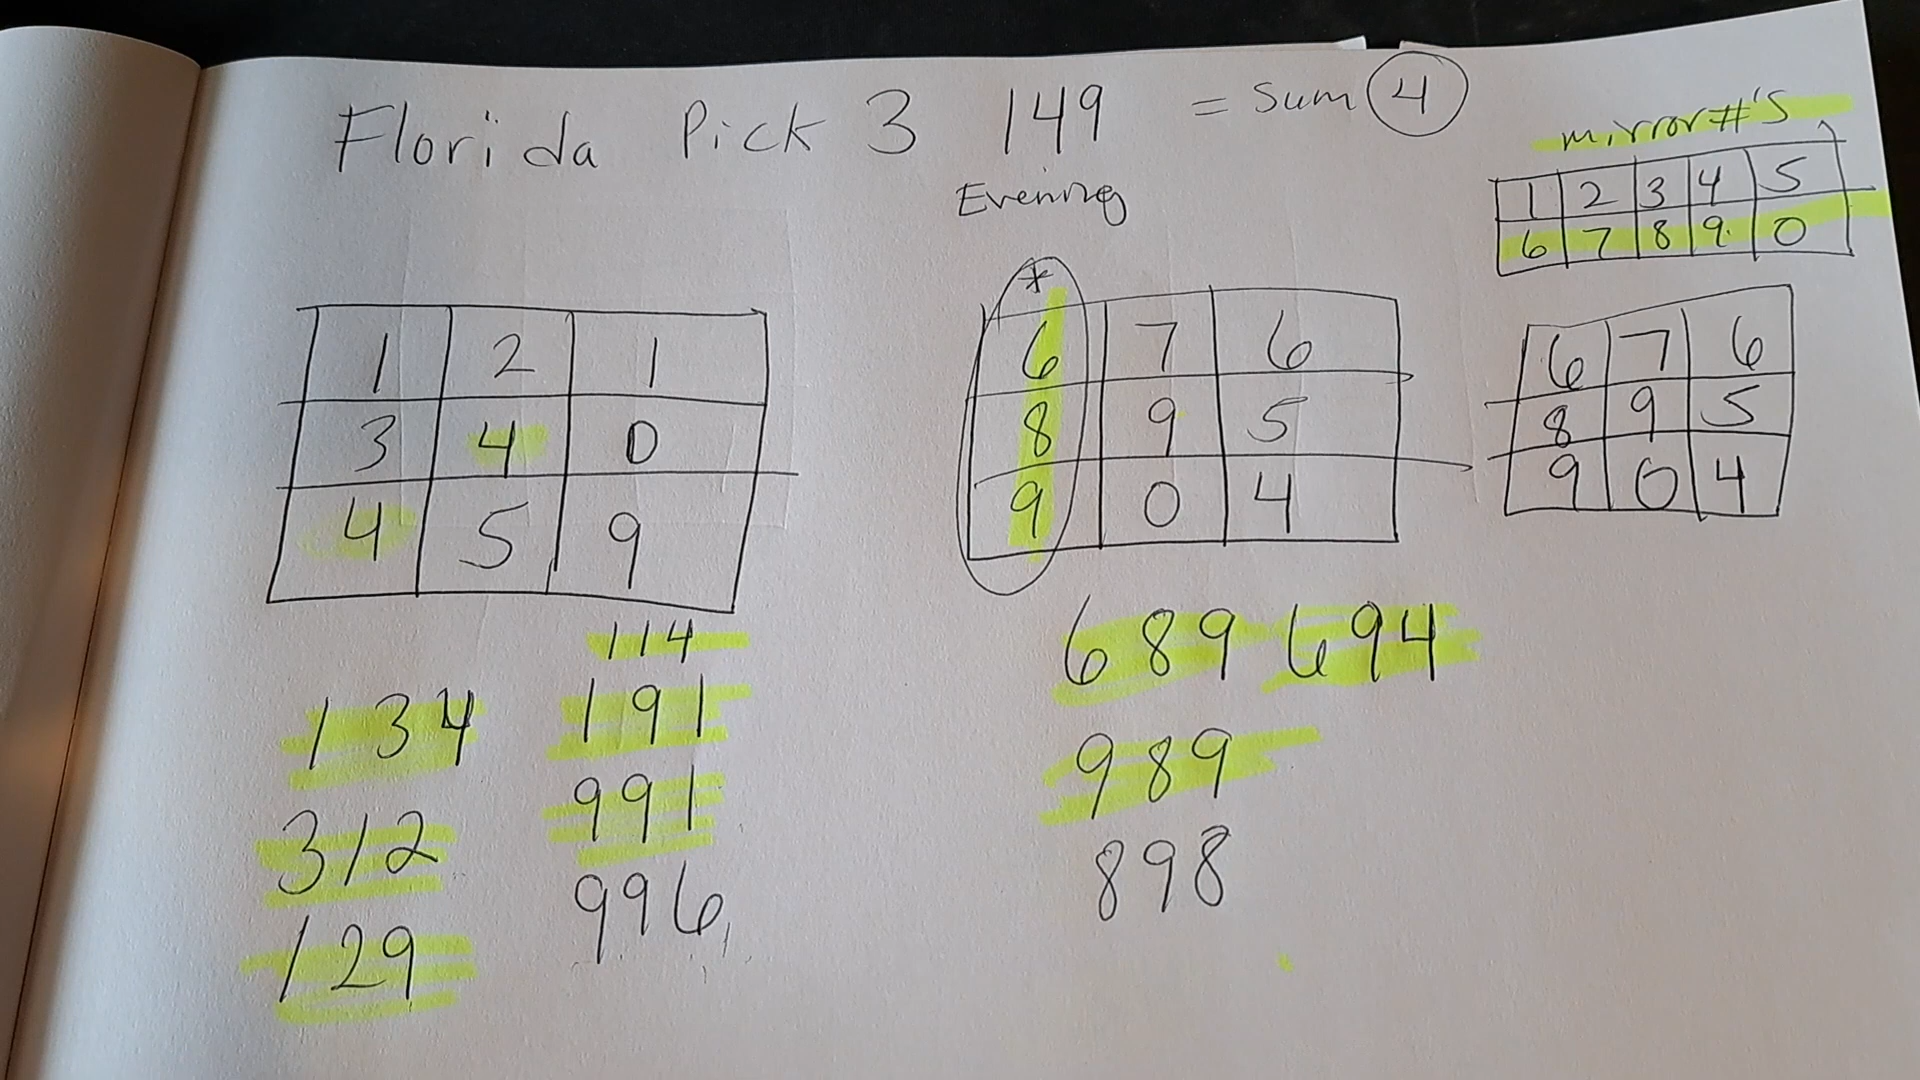 Florida Pick 3 149 = Sum 4
Evening
mirror #'s
1 2 3 4 5
6 7 8 9 0
1 2 1
3 4 0
4 5 9
*
6 7 6
8 9 5
9 0 4
6 7 6
8 9 5
9 0 4
114
134 191
312 991
129 996
689 694
989
898